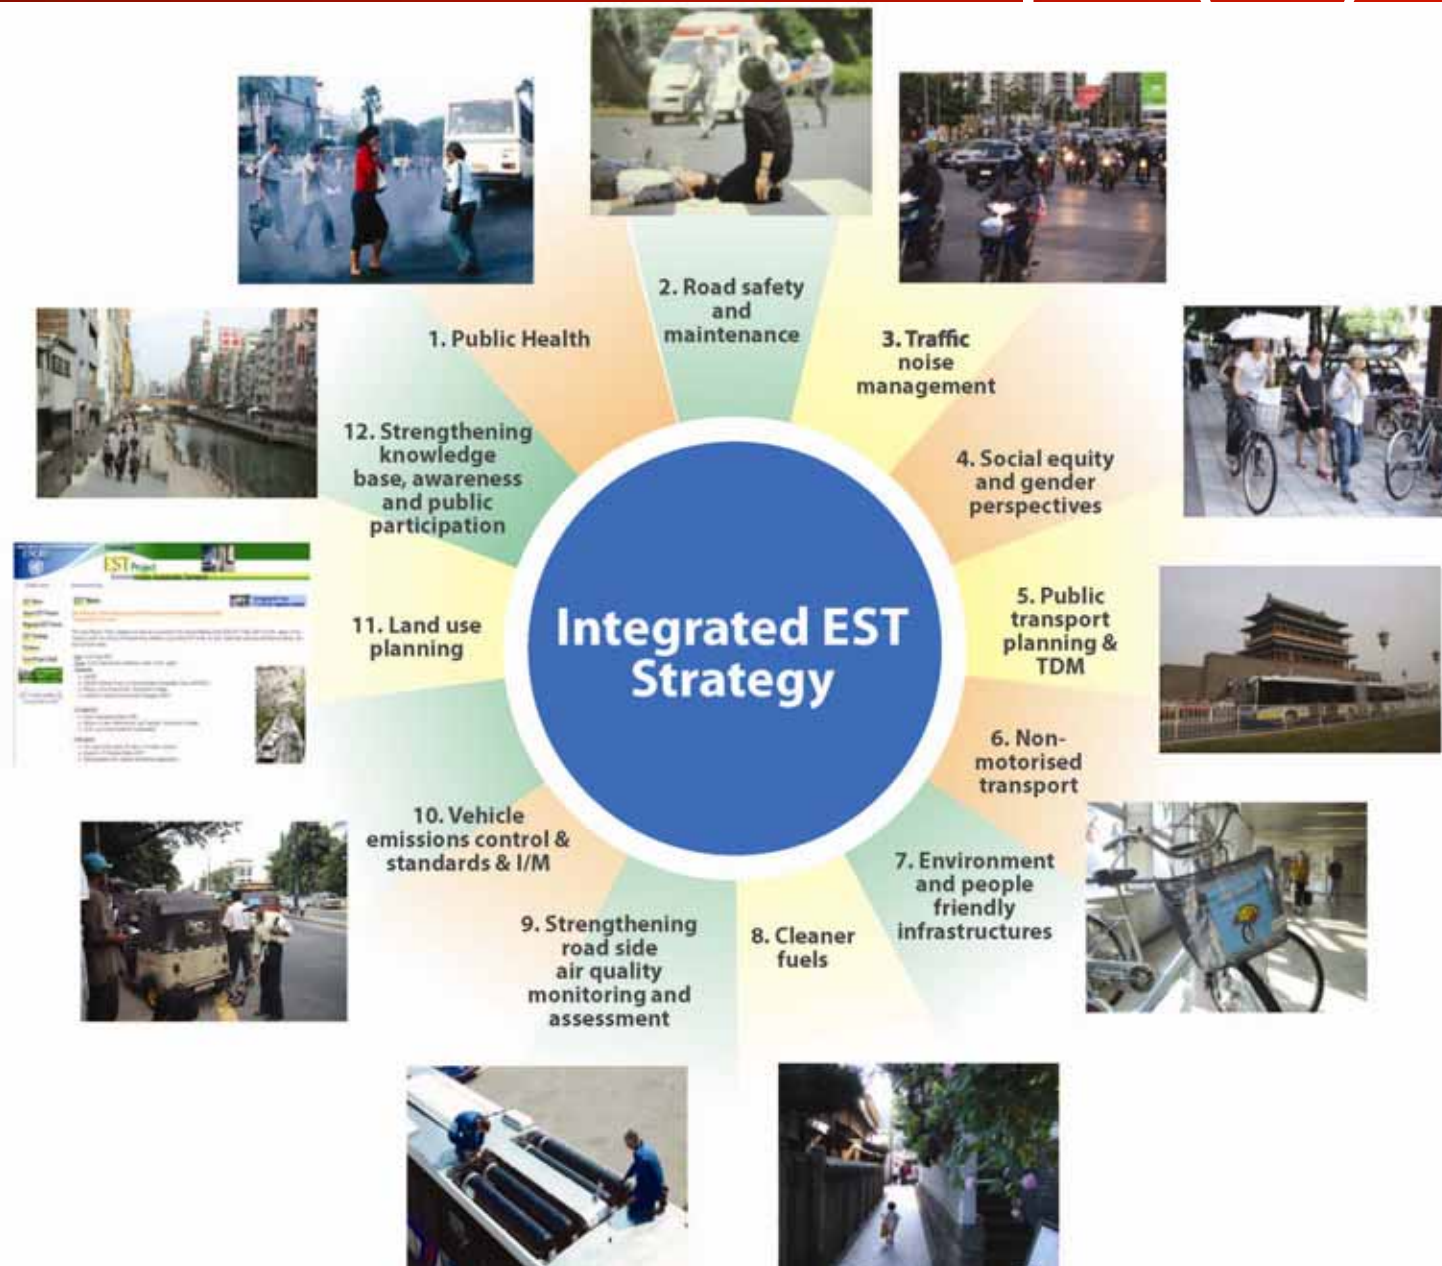 2. Road safety
and
maintenance
1. Public Health
3. Traffic
noise
management
12. Strengthening
knowledge
base, awareness
and public
participation
4. Social equity
and gender
perspectives
Integrated EST
Strategy
11. Land use
planning
5. Public
transport
planning &
TDM
6. Non-
motorised
transport
10. Vehicle
emissions control &
standards & I/M
7. Environment
and people
friendly
infrastructures
9. Strengthening
road side
air quality
monitoring and
assessment
8. Cleaner
fuels
EST Project